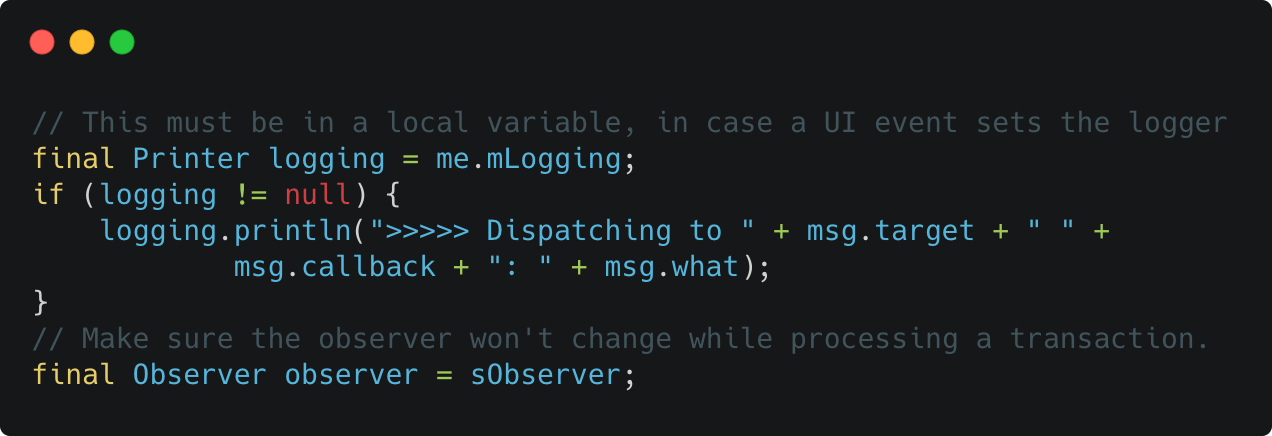 // This must be in a local variable, in case a UI event sets the logger
final Printer logging = me.mLogging;
if (logging != null) {
    logging.println(">>>>> Dispatching to " + msg.target + " " +
            msg.callback + ": " + msg.what);
}
// Make sure the observer won't change while processing a transaction.
final Observer observer = sObserver;